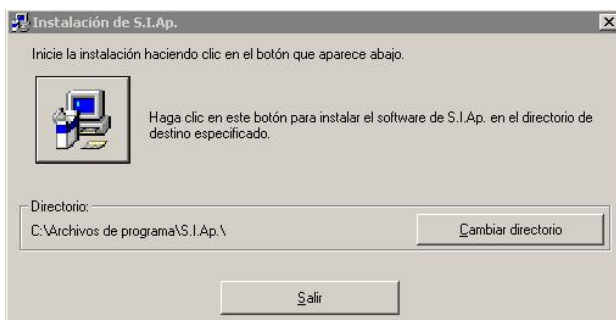 Instalación de S.I.Ap.
Inicie la instalación haciendo clic en el botón que aparece abajo.
Haga clic en este botón para instalar el software de S.I.Ap. en el directorio de
destino especificado.
Directorio:
C:\Archivos de programa\S.I.Ap.\
Cambiar directorio
Salir